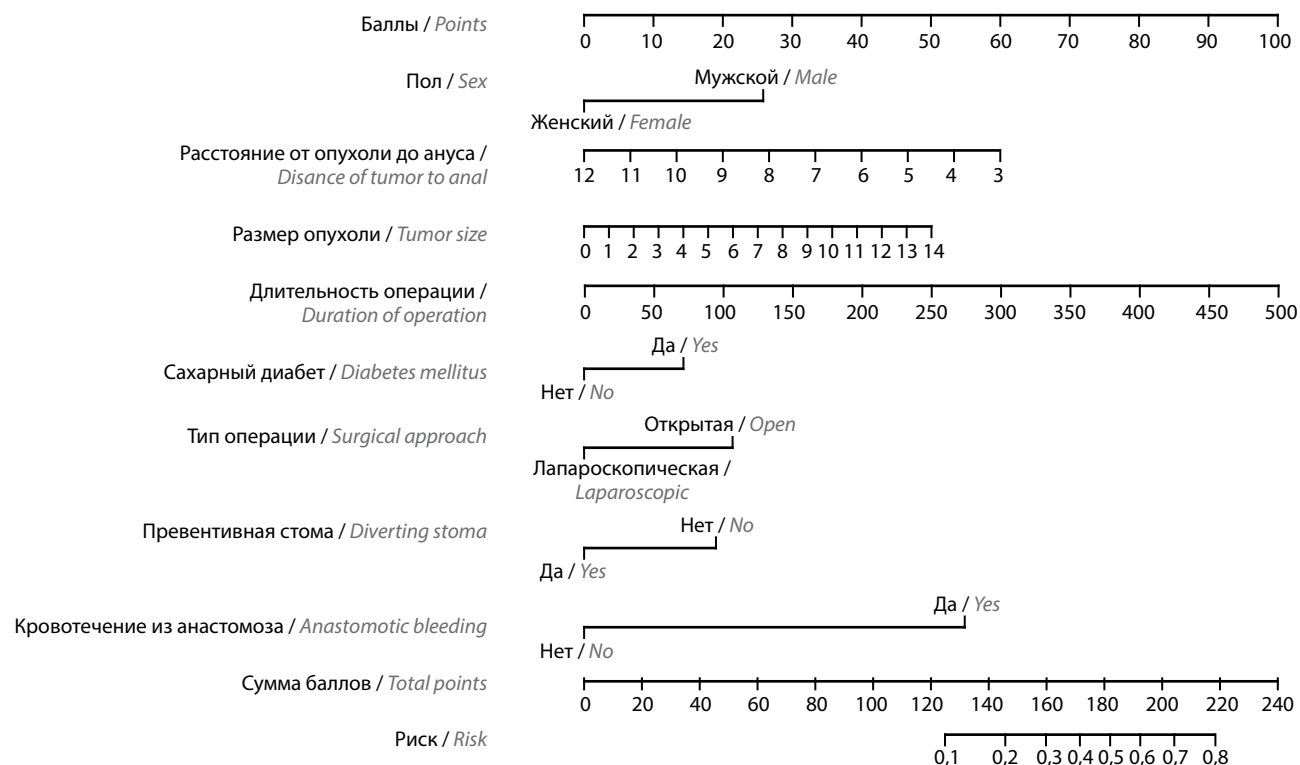 Баллы / Points
0 10 20 30 40 50 60 70 80 90 100
Пол / Sex
Мужской / Male
Женский / Female
Расстояние от опухоли до ануса /
Disance of tumor to anal
12 11 10 9 8 7 6 5 4 3
Размер опухоли / Tumor size
0 1 2 3 4 5 6 7 8 9 10 11 12 13 14
Длительность операции /
Duration of operation
0 50 100 150 200 250 300 350 400 450 500
Да / Yes
Сахарный диабет / Diabetes mellitus
Нет / No
Открытая / Open
Тип операции / Surgical approach
Лапароскопическая /
Laparoscopic
Нет / No
Превентивная стома / Diverting stoma
Да / Yes
Да / Yes
Кровотечение из анастомоза / Anastomotic bleeding
Нет / No
Сумма баллов / Total points
0 20 40 60 80 100 120 140 160 180 200 220 240
Риск / Risk
0,1 0,2 0,3 0,4 0,5 0,6 0,7 0,8